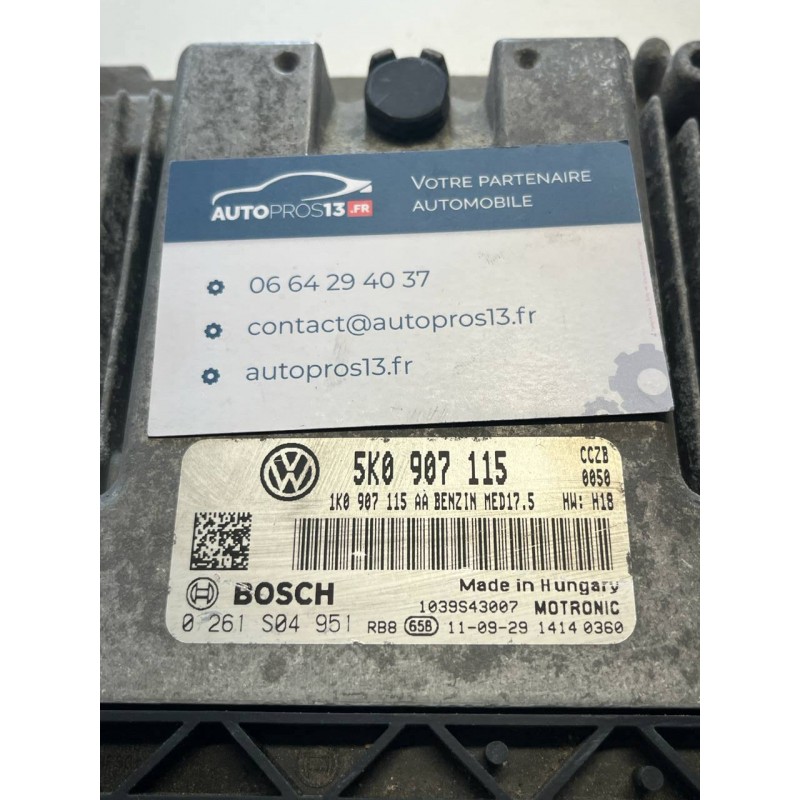 AUTOPROS13.FR
VOTRE PARTENAIRE
AUTOMOBILE
06 64 29 40 37
contact@autopros13.fr
autopros13.fr
5K0 907 115
CCZB
0050
1K0 907 115 AA BENZIN MED17.5 HW: H18
BOSCH
Made in Hungary
1039S43007 MOTRONIC
0 261 S04 951 RB8 65B 11-09-29 1414 0360